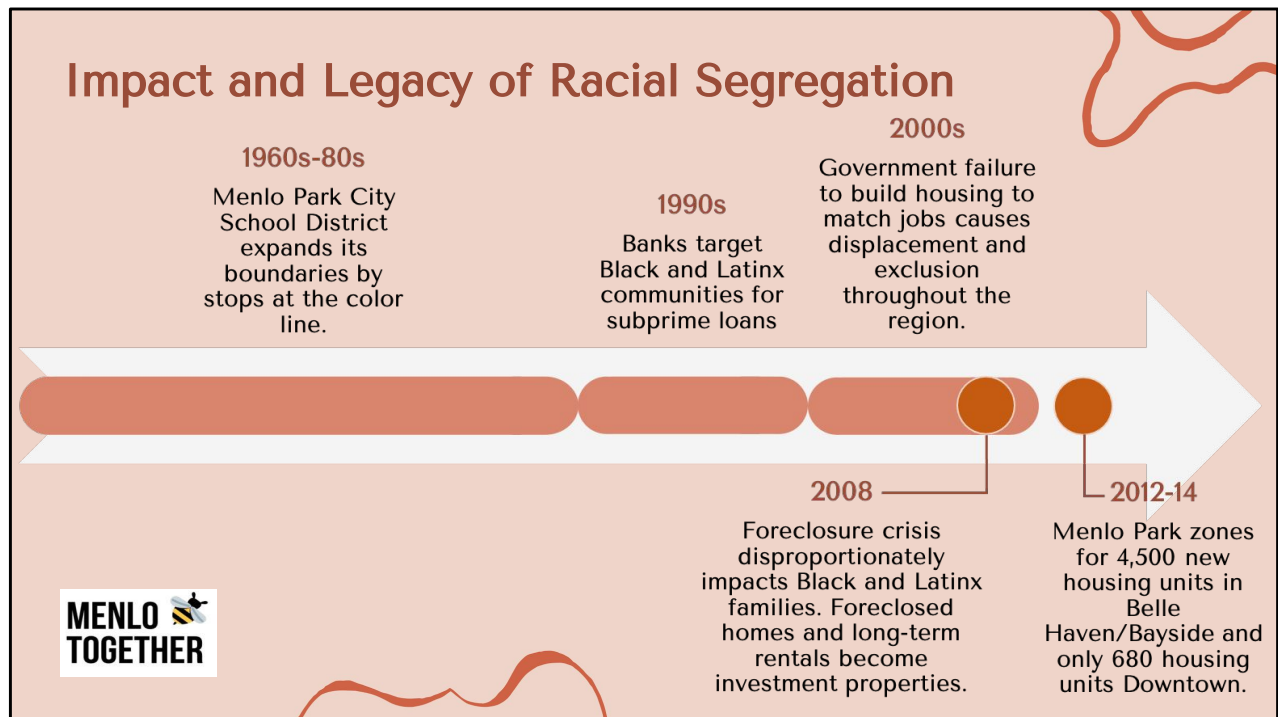 Impact and Legacy of Racial Segregation
1960s-80s
Menlo Park City
School District
expands its
boundaries by
stops at the color
line.
1990s
Banks target
Black and Latinx
communities for
subprime loans
2000s
Government failure
to build housing to
match jobs causes
displacement and
exclusion
throughout the
region.
2008
Foreclosure crisis
disproportionately
impacts Black and Latinx
families. Foreclosed
homes and long-term
rentals become
investment properties.
2012-14
Menlo Park zones
for 4,500 new
housing units in
Belle
Haven/Bayside and
only 680 housing
units Downtown.
MENLO
TOGETHER